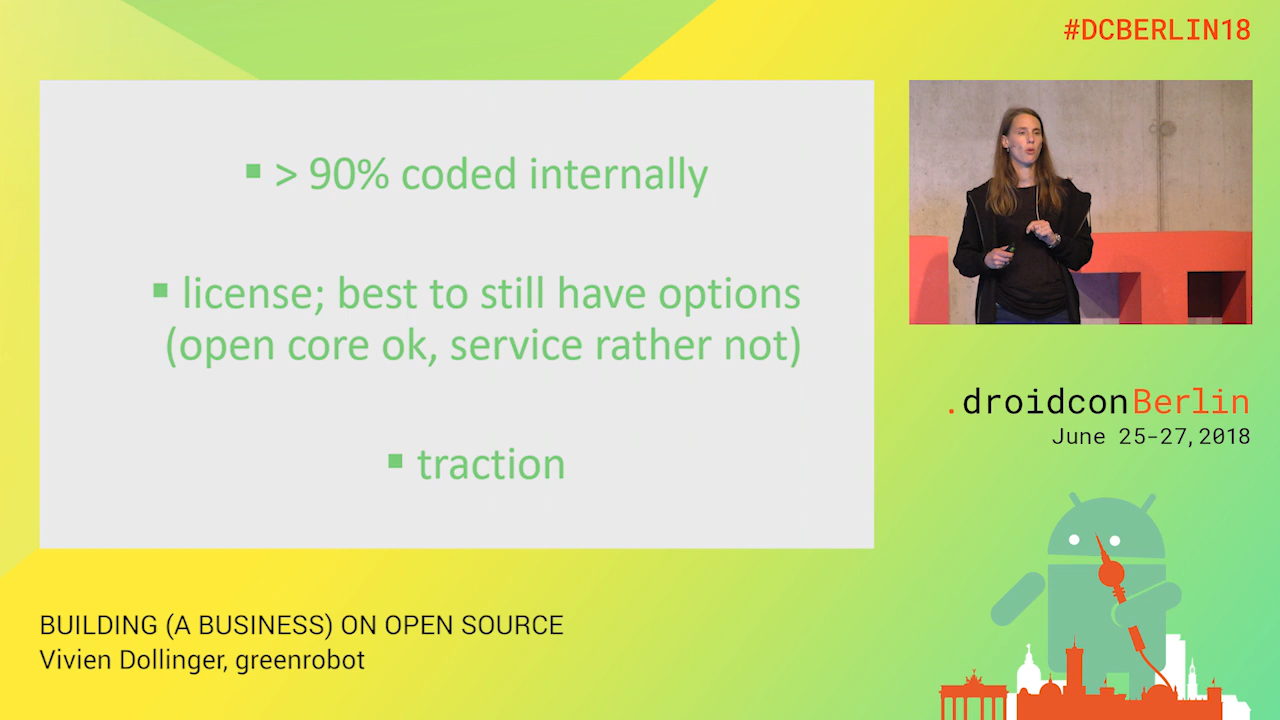 #DCBERLIN18
▪ > 90% coded internally
▪ license; best to still have options
(open core ok, service rather not)
▪ traction
.droidconBerlin
June 25-27, 2018
BUILDING (A BUSINESS) ON OPEN SOURCE
Vivien Dollinger, greenrobot